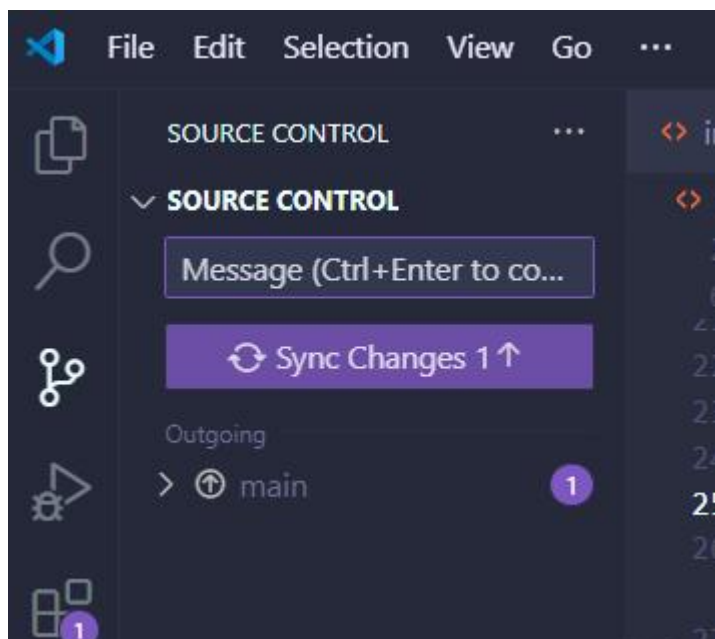 File Edit Selection View Go ...
SOURCE CONTROL ...
SOURCE CONTROL
Message (Ctrl+Enter to co...
Sync Changes 1↑
Outgoing
main 1
25
1